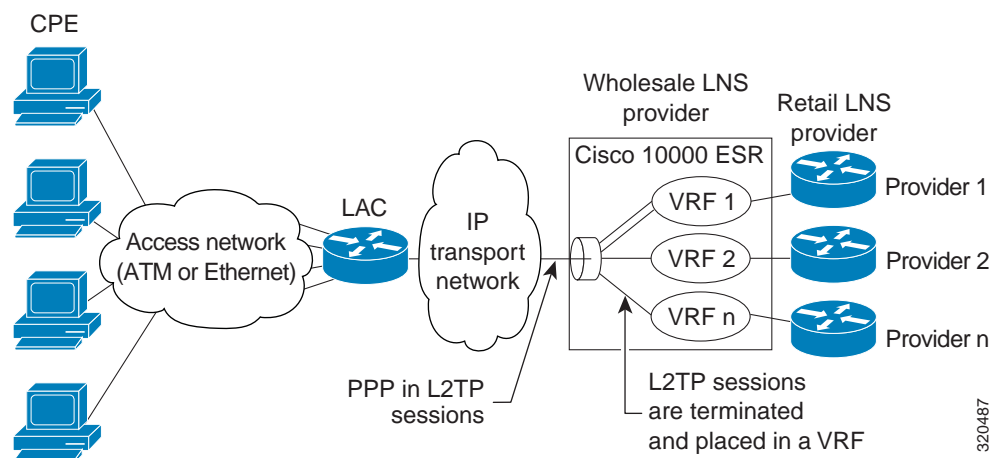 CPE
Wholesale LNS
provider
Retail LNS
provider
Cisco 10000 ESR
LAC
IP
transport
network
Access network
(ATM or Ethernet)
VRF 1
VRF 2
VRF n
Provider 1
Provider 2
Provider n
PPP in L2TP
sessions
L2TP sessions
are terminated
and placed in a VRF
320487